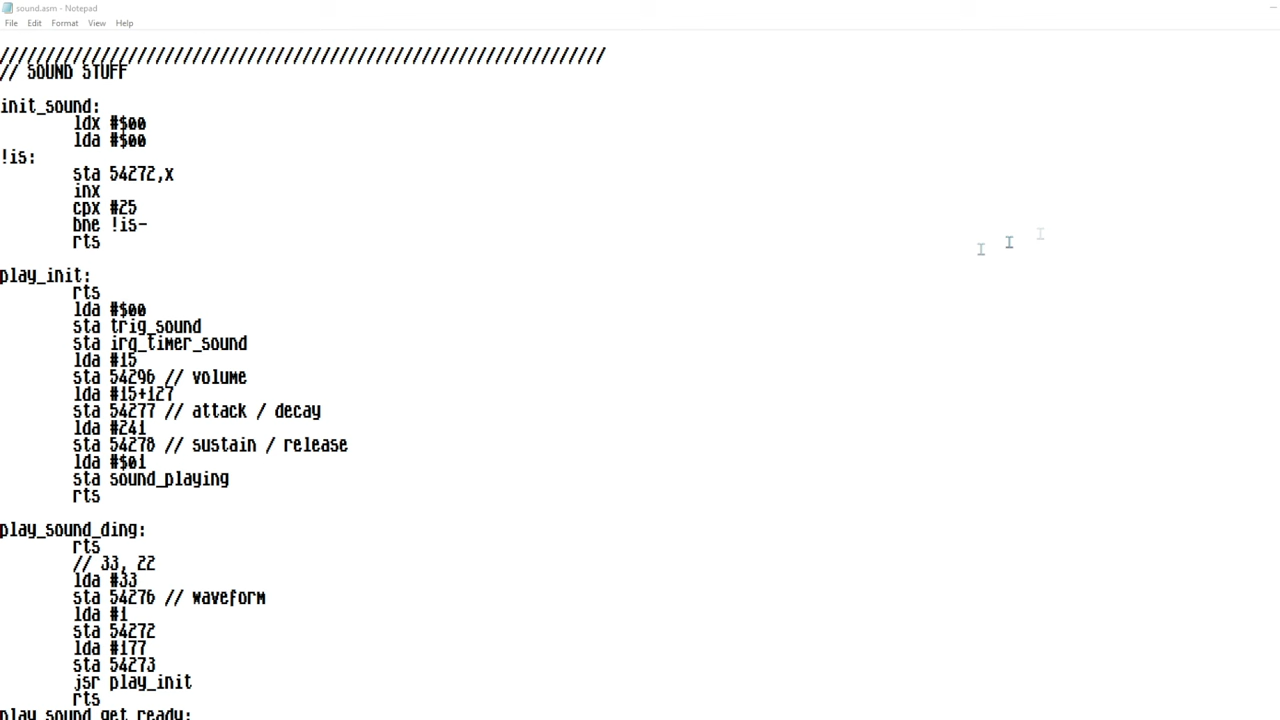 sound.asm - Notepad
File Edit Format View Help
//////////////////////////////////////////////////////////////////
// SOUND STUFF
init_sound:
ldx #$00
lda #$00
!is:
sta 54272,x
inx
cpx #25
bne !is-
rts
play_init:
rts
lda #$00
sta trig_sound
sta irq_timer_sound
lda #15
sta 54296 // volume
lda #15+127
sta 54277 // attack / decay
lda #241
sta 54278 // sustain / release
lda #$01
sta sound_playing
rts
play_sound_ding:
rts
// 33, 22
lda #33
sta 54276 // waveform
lda #1
sta 54272
lda #177
sta 54273
jsr play_init
rts
play_sound_get_ready: